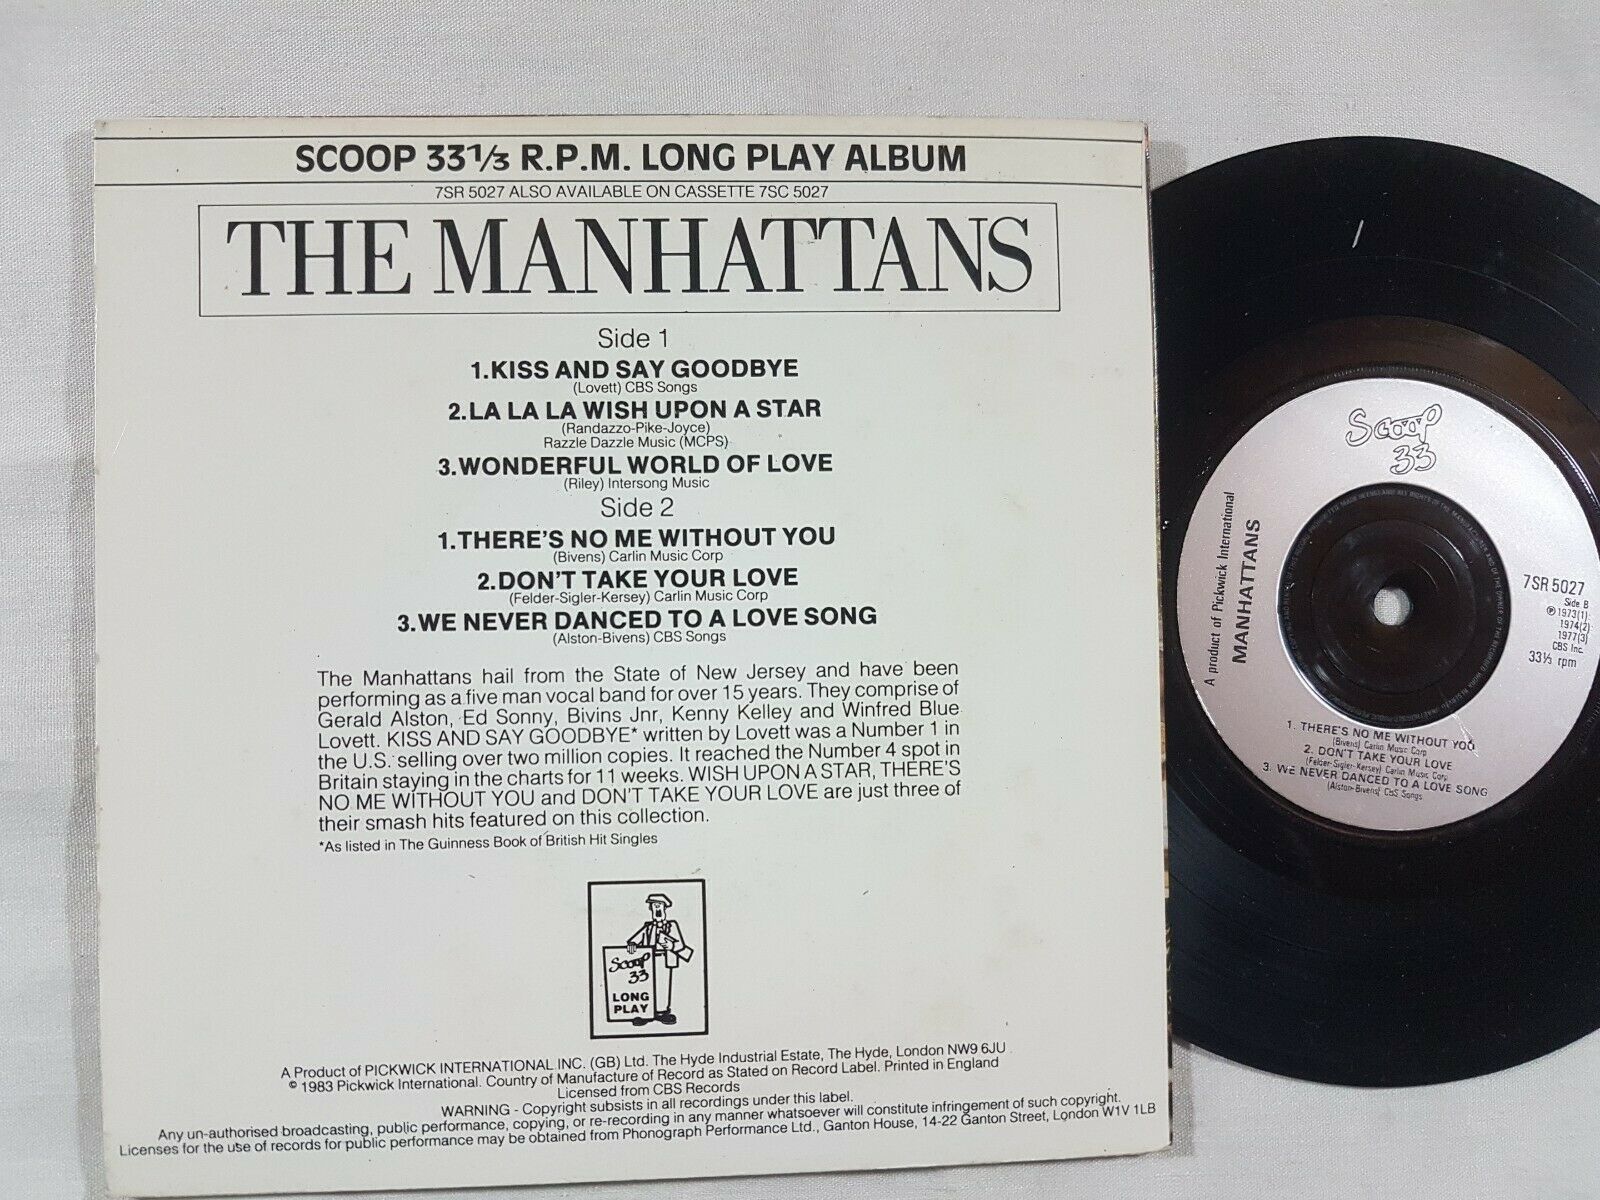 SCOOP 33⅓ R.P.M. LONG PLAY ALBUM
7SR 5027 ALSO AVAILABLE ON CASSETTE 7SC 5027
THE MANHATTANS
Side 1
1.KISS AND SAY GOODBYE
(Lovett) CBS Songs
2.LA LA LA WISH UPON A STAR
(Randazzo-Pike-Joyce)
Razzle Dazzle Music (MCPS)
3.WONDERFUL WORLD OF LOVE
(Riley) Intersong Music
Side 2
1.THERE'S NO ME WITHOUT YOU
(Bivens) Carlin Music Corp
2.DON'T TAKE YOUR LOVE
(Felder-Sigler-Kersey) Carlin Music Corp
3.WE NEVER DANCED TO A LOVE SONG
(Alston-Bivens) CBS Songs
The Manhattans hail from the State of New Jersey and have been
performing as a five man vocal band for over 15 years. They comprise of
Gerald Alston, Ed Sonny, Bivins Jnr, Kenny Kelley and Winfred Blue
Lovett. KISS AND SAY GOODBYE* written by Lovett was a Number 1 in
the U.S. selling over two million copies. It reached the Number 4 spot in
Britain staying in the charts for 11 weeks. WISH UPON A STAR, THERE'S
NO ME WITHOUT YOU and DON'T TAKE YOUR LOVE are just three of
their smash hits featured on this collection.
*As listed in The Guinness Book of British Hit Singles
Scoop
33
LONG
PLAY
A Product of PICKWICK INTERNATIONAL INC. (GB) Ltd. The Hyde Industrial Estate, The Hyde, London NW9 6JU
© 1983 Pickwick International. Country of Manufacture of Record as Stated on Record Label. Printed in England
Licensed from CBS Records
WARNING - Copyright subsists in all recordings under this label.
Any un-authorised broadcasting, public performance, copying, or re-recording in any manner whatsoever will constitute infringement of such copyright.
Licenses for the use of records for public performance may be obtained from Phonograph Performance Ltd., Ganton House, 14-22 Ganton Street, London W1V 1LB
Scoop
33
A product of Pickwick International
MANHATTANS
7SR 5027
Side B
℗ 1973(1)
1974(2)
1977(3)
CBS Inc.
33⅓ rpm
1. THERE'S NO ME WITHOUT YOU
(Bivens) Carlin Music Corp
2. DON'T TAKE YOUR LOVE
(Felder-Sigler-Kersey) Carlin Music Corp
3. WE NEVER DANCED TO A LOVE SONG
(Alston-Bivens) CBS Songs